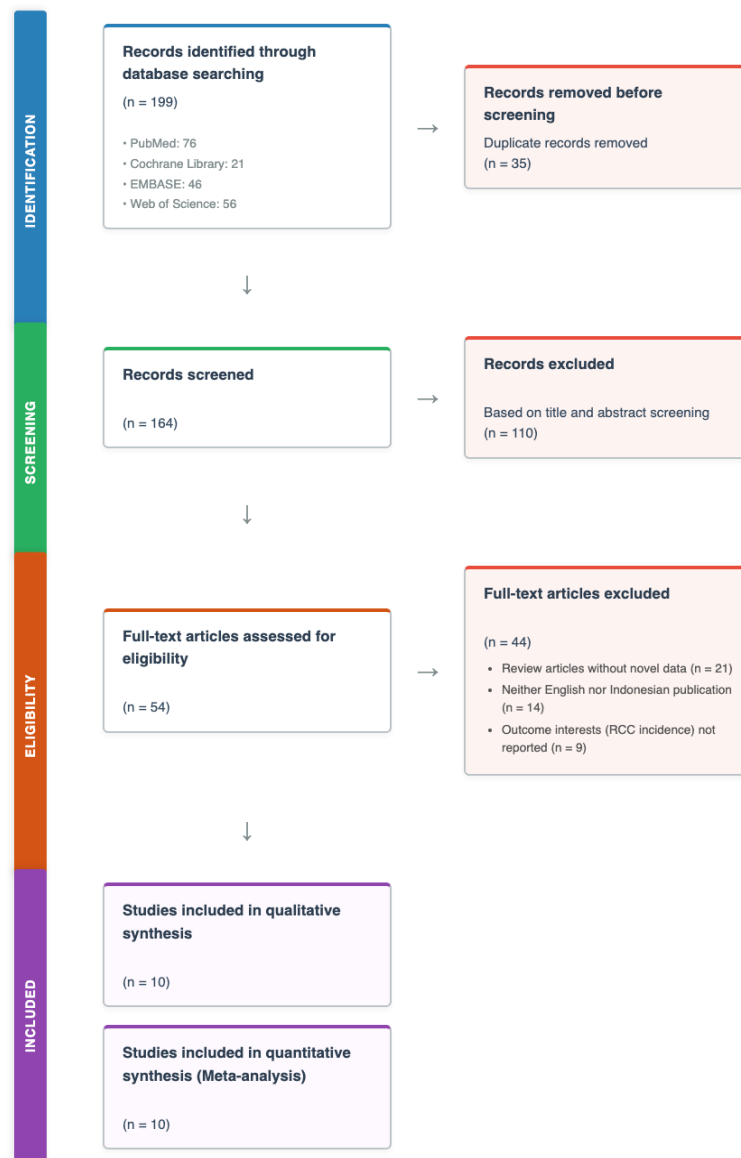 IDENTIFICATION
Records identified through
database searching
(n = 199)
• PubMed: 76
• Cochrane Library: 21
• EMBASE: 46
• Web of Science: 56
→
Records removed before
screening
Duplicate records removed
(n = 35)
↓
SCREENING
Records screened
(n = 164)
→
Records excluded
Based on title and abstract screening
(n = 110)
↓
ELIGIBILITY
Full-text articles assessed for
eligibility
(n = 54)
→
Full-text articles excluded
(n = 44)
• Review articles without novel data (n = 21)
• Neither English nor Indonesian publication
(n = 14)
• Outcome interests (RCC incidence) not
reported (n = 9)
↓
INCLUDED
Studies included in qualitative
synthesis
(n = 10)
Studies included in quantitative
synthesis (Meta-analysis)
(n = 10)